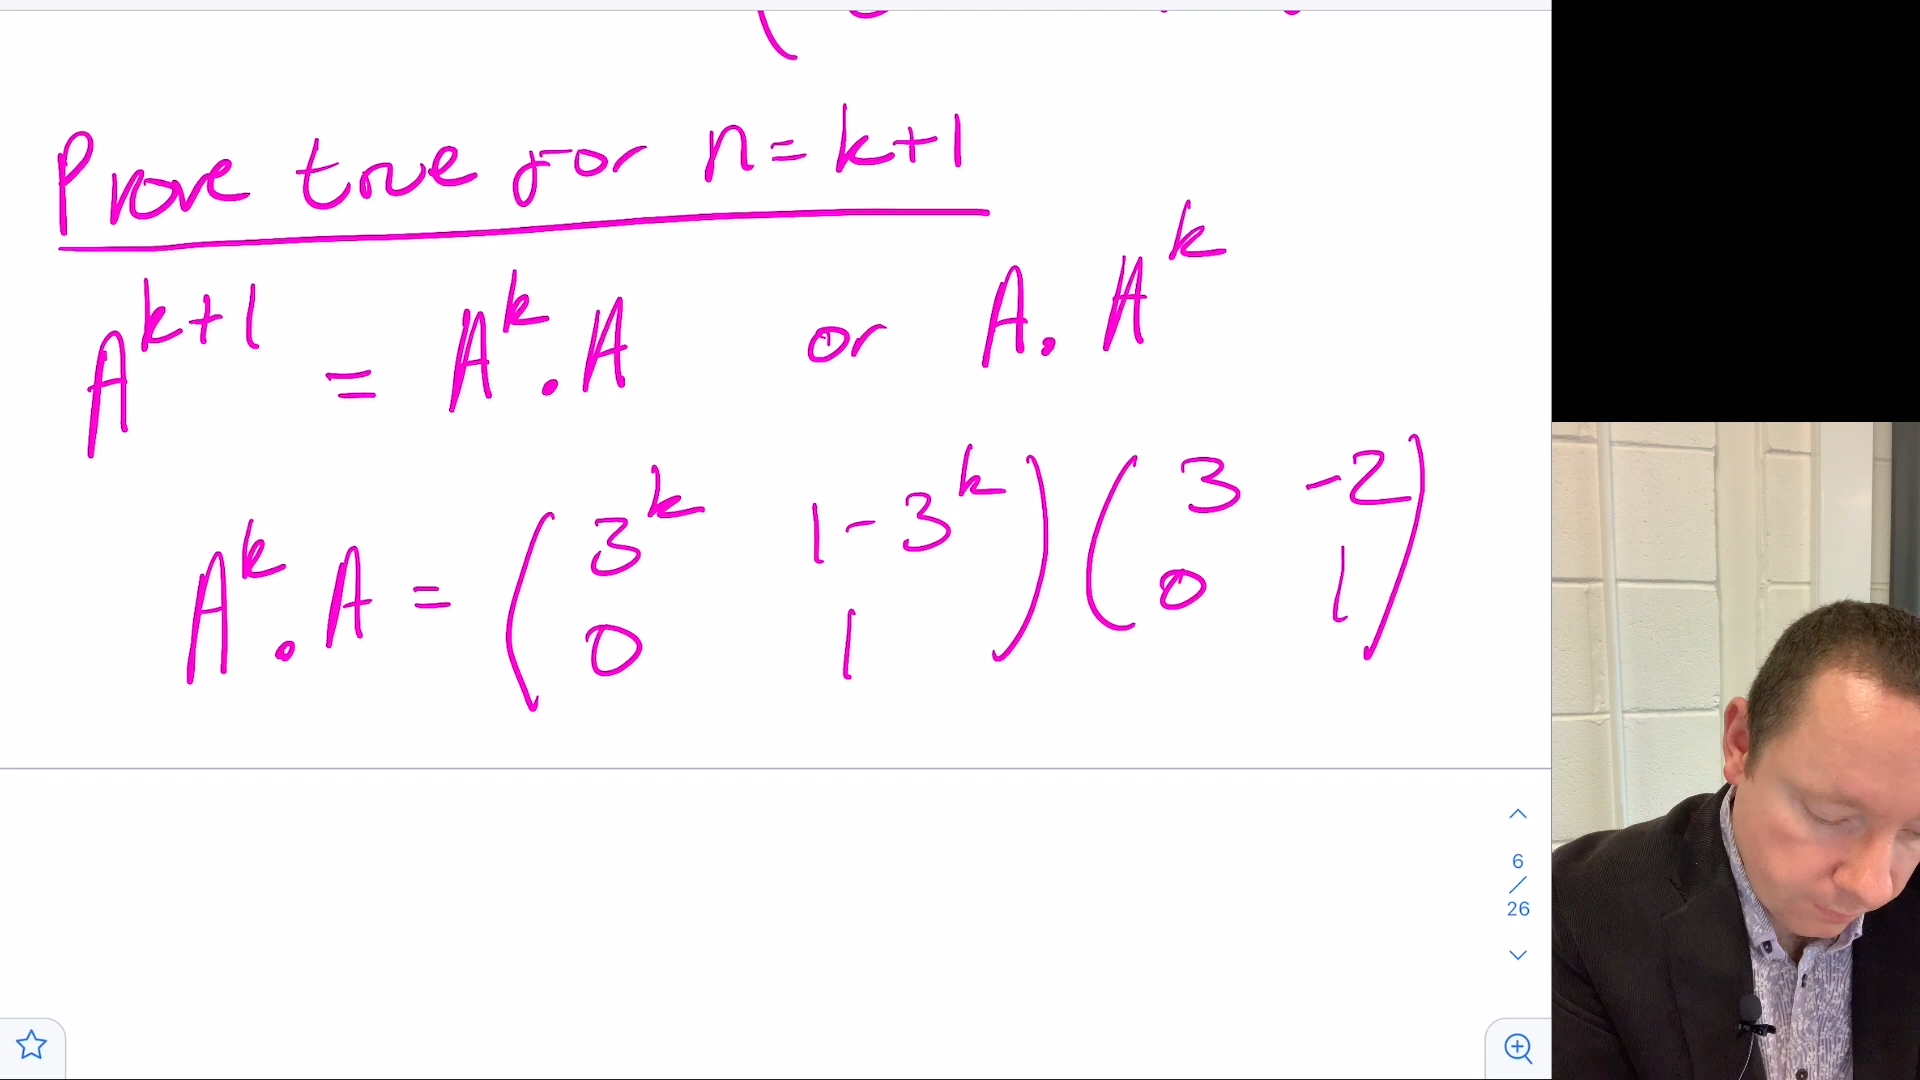 Prove true for n=k+1
A^{k+1} = A^k . A or A . A^k
A^k . A = ( 3^k 1-3^k ) ( 3 -2 )
0 1 0 1
6
/
26